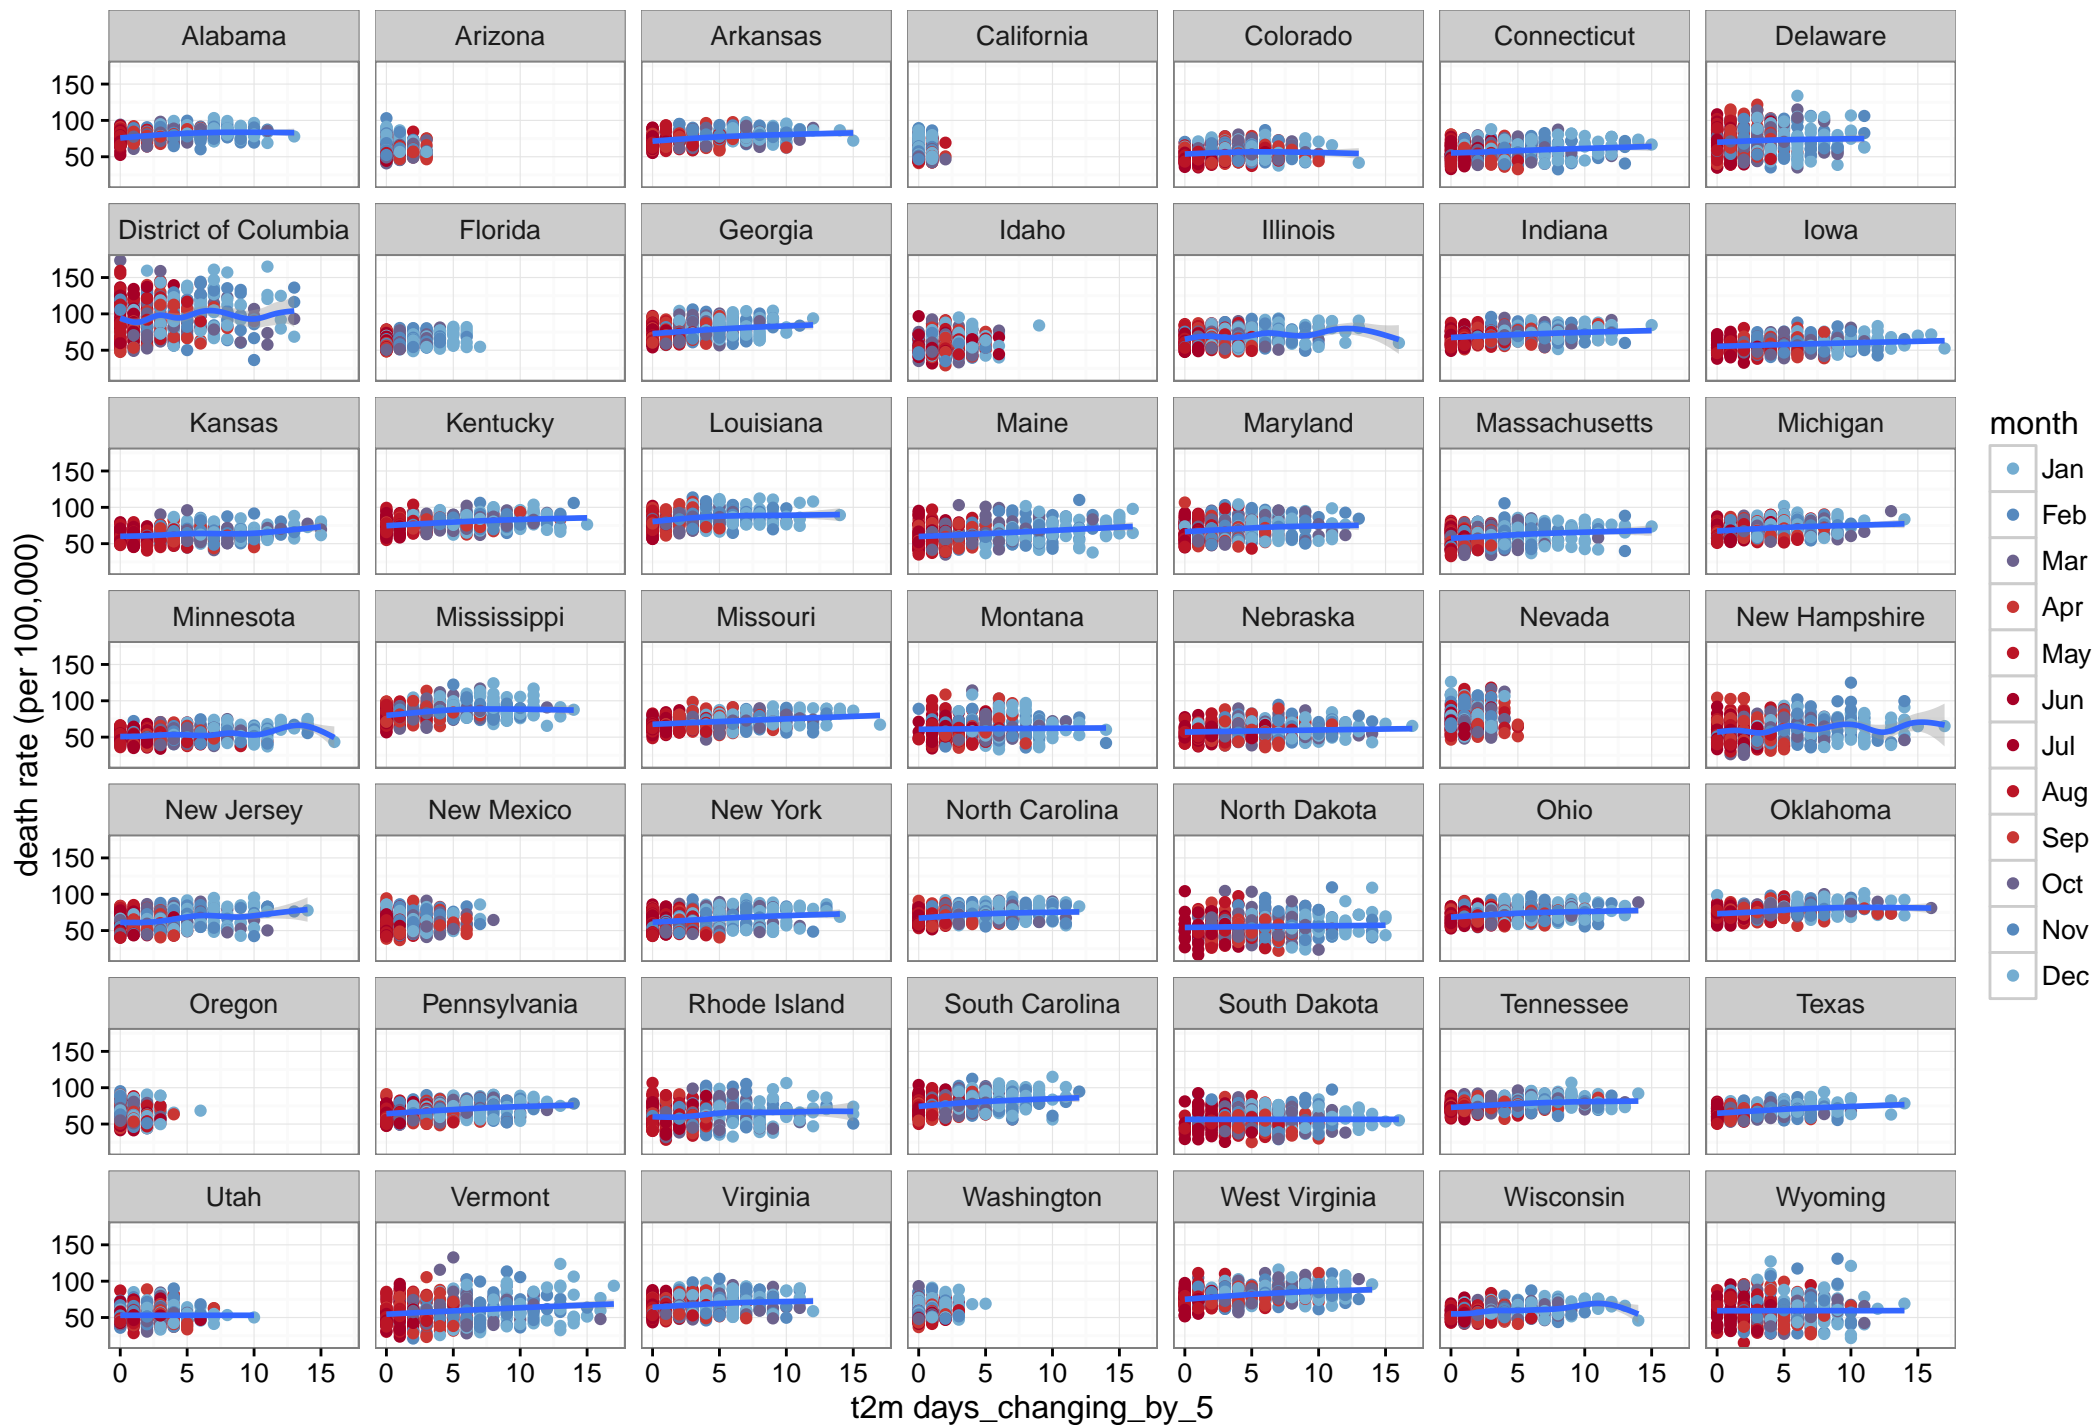 Alabama Arizona Arkansas California Colorado Connecticut Delaware
150
100
50
District of Columbia Florida Georgia Idaho Illinois Indiana Iowa
150
100
50
Kansas Kentucky Louisiana Maine Maryland Massachusetts Michigan
150
100
50
Minnesota Mississippi Missouri Montana Nebraska Nevada New Hampshire
150
100
50
New Jersey New Mexico New York North Carolina North Dakota Ohio Oklahoma
150
100
50
Oregon Pennsylvania Rhode Island South Carolina South Dakota Tennessee Texas
150
100
50
Utah Vermont Virginia Washington West Virginia Wisconsin Wyoming
150
100
50
0 5 10 15 0 5 10 15 0 5 10 15 0 5 10 15 0 5 10 15 0 5 10 15 0 5 10 15
t2m days_changing_by_5
death rate (per 100,000)
month
Jan
Feb
Mar
Apr
May
Jun
Jul
Aug
Sep
Oct
Nov
Dec